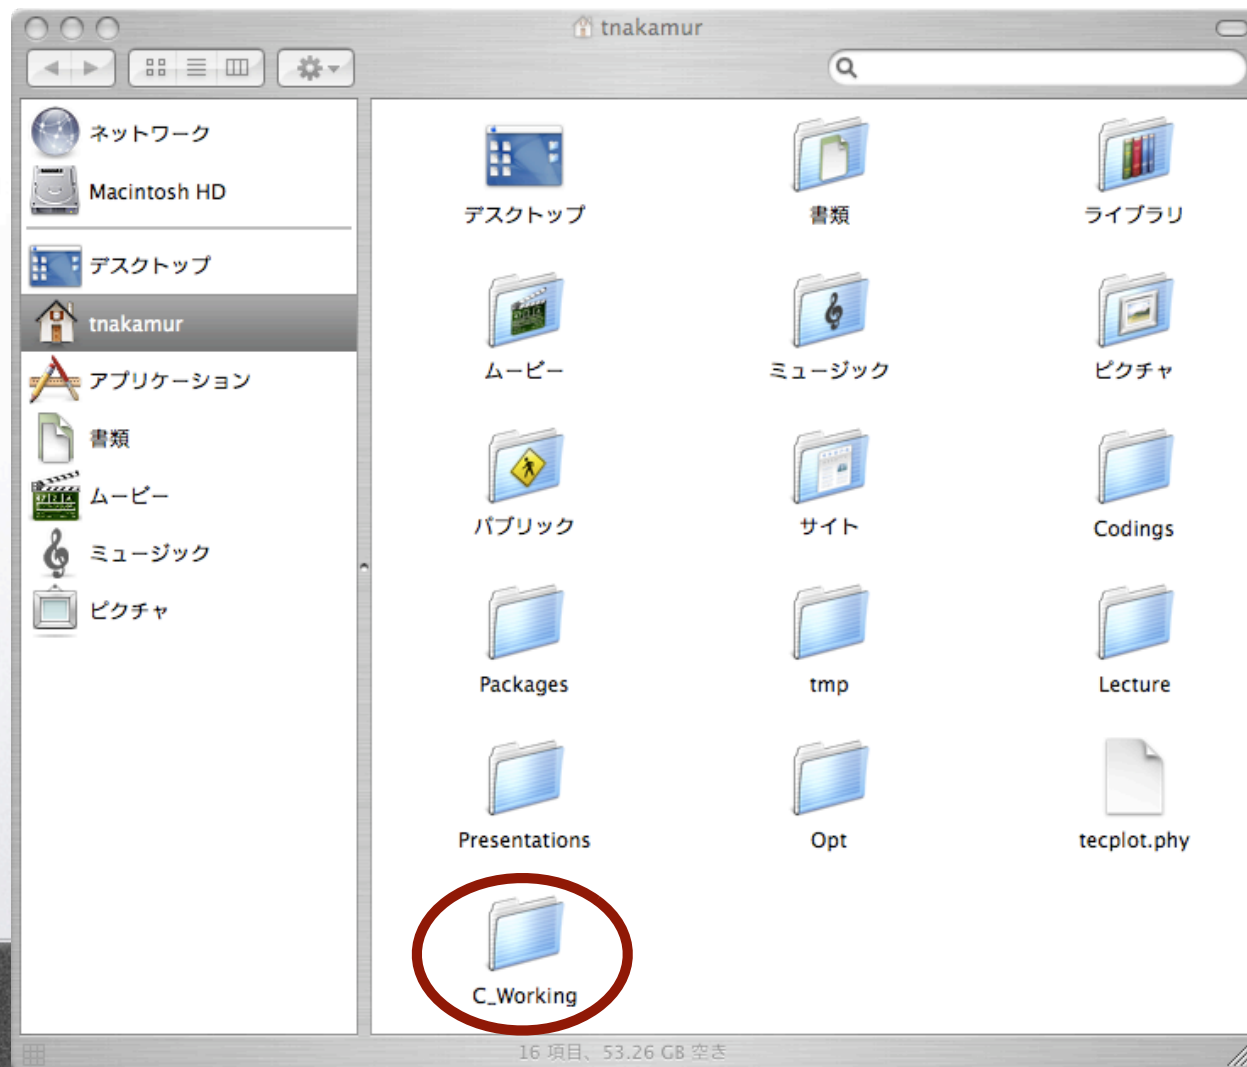 tnakamur
ネットワーク
Macintosh HD
デスクトップ
tnakamur
アプリケーション
書類
ムービー
ミュージック
ピクチャ
デスクトップ
書類
ライブラリ
ムービー
ミュージック
ピクチャ
パブリック
サイト
Codings
Packages
tmp
Lecture
Presentations
Opt
tecplot.phy
C_Working
16 項目、53.26 GB 空き